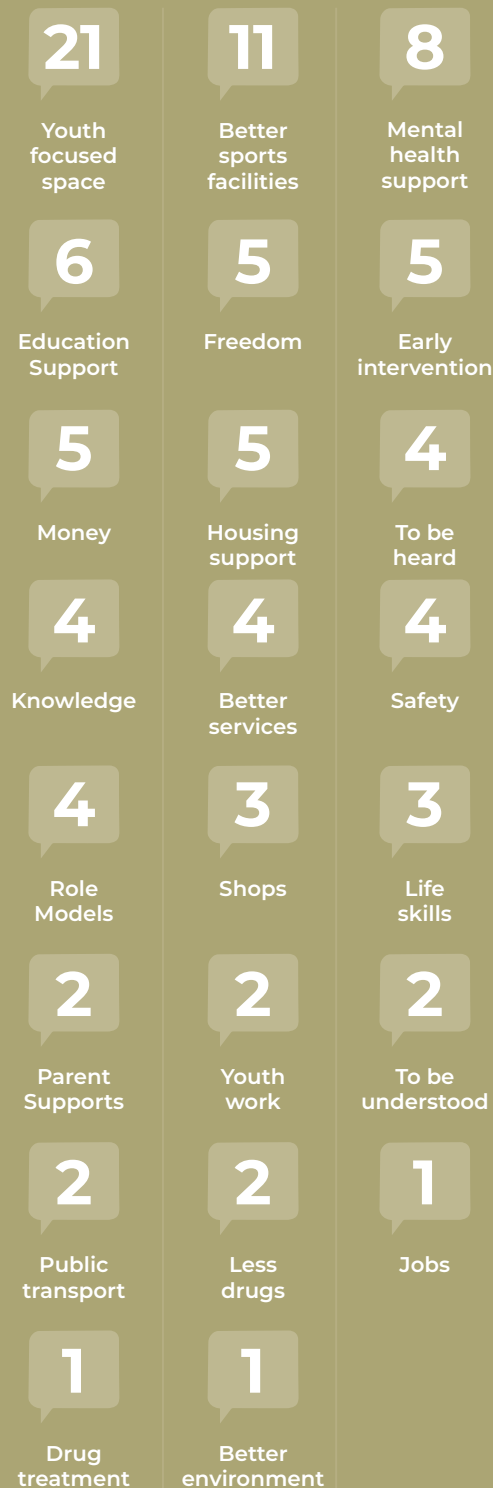 21
Youth
focused
space
11
Better
sports
facilities
8
Mental
health
support
6
Education
Support
5
Freedom
5
Early
intervention
5
Money
5
Housing
support
4
To be
heard
4
Knowledge
4
Better
services
4
Safety
4
Role
Models
3
Shops
3
Life
skills
2
Parent
Supports
2
Youth
work
2
To be
understood
2
Public
transport
2
Less
drugs
1
Jobs
1
Drug
treatment
1
Better
environment